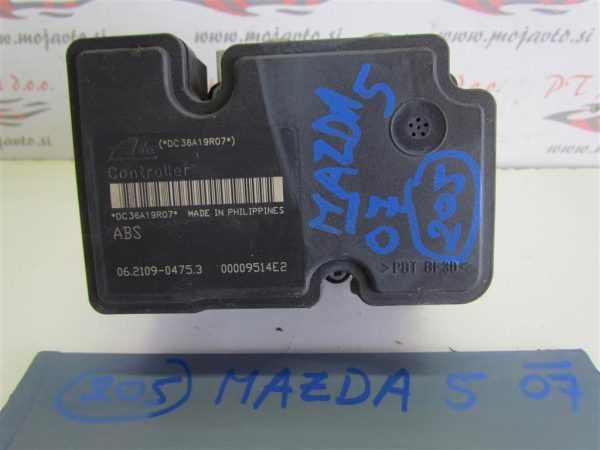 www.mojavto.si
www.mojavto.si
d.o.o.
P.T.
Ate (*DC36A19R07*)
Controller
*DC36A19R07* MADE IN PHILIPPINES
ABS
06.2109-0475.3 00009514E2
MAZDA 5
07
205
>PBT GF30<
205 MAZDA 5 07